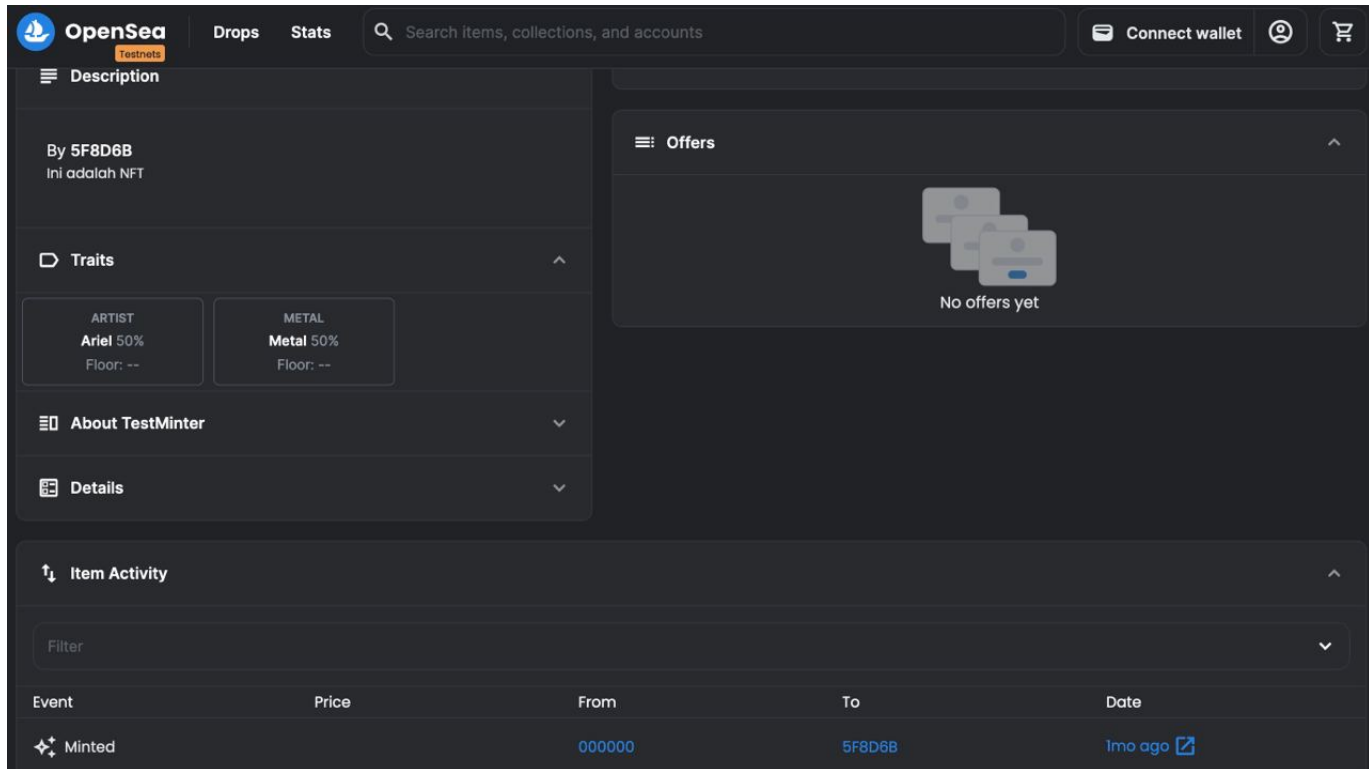 OpenSea
Testnets
Drops
Stats
Search items, collections, and accounts
Connect wallet
Description
By 5F8D6B
Ini adalah NFT
Traits
ARTIST
Ariel 50%
Floor: --
METAL
Metal 50%
Floor: --
About TestMinter
Details
Offers
No offers yet
Item Activity
Filter
Event Price From To Date
Minted 000000 5F8D6B 1mo ago